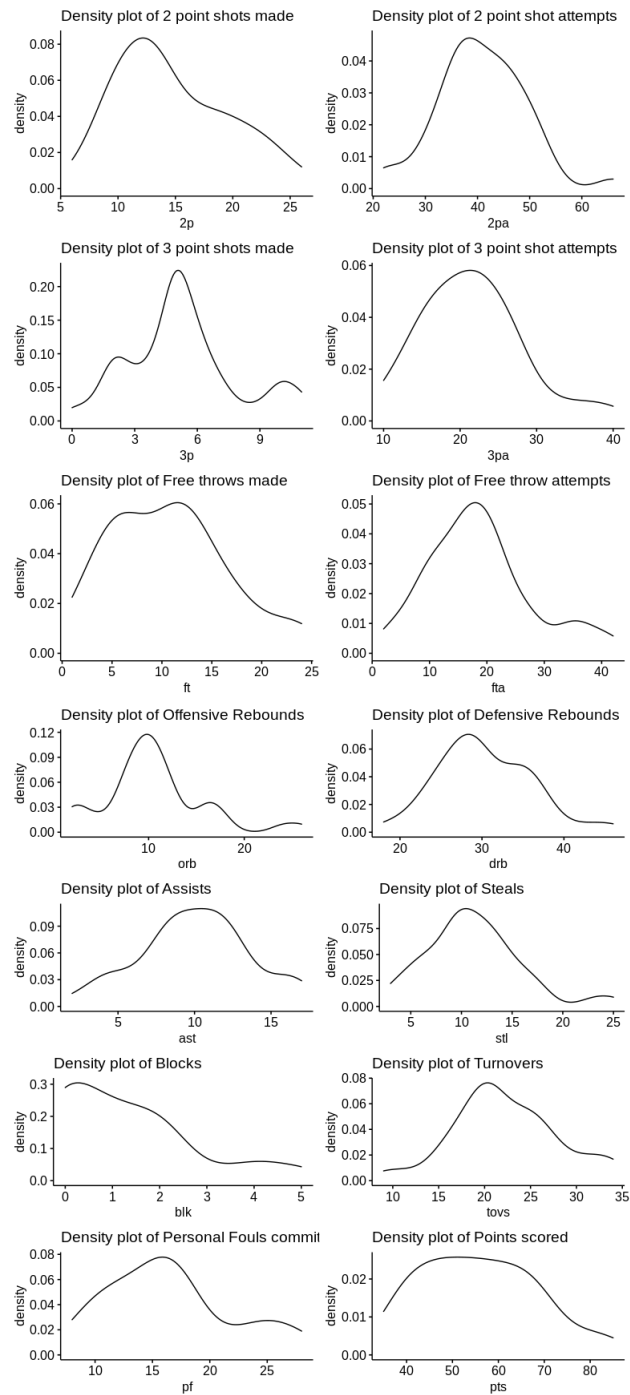 Density plot of 2 point shots made
density
0.08
0.06
0.04
0.02
0.00
5 10 15 20 25
2p
Density plot of 2 point shot attempts
density
0.04
0.03
0.02
0.01
0.00
20 30 40 50 60
2pa
Density plot of 3 point shots made
density
0.20
0.15
0.10
0.05
0.00
0 3 6 9
3p
Density plot of 3 point shot attempts
density
0.06
0.04
0.02
0.00
10 20 30 40
3pa
Density plot of Free throws made
density
0.06
0.04
0.02
0.00
0 5 10 15 20 25
ft
Density plot of Free throw attempts
density
0.05
0.04
0.03
0.02
0.01
0.00
0 10 20 30 40
fta
Density plot of Offensive Rebounds
density
0.12
0.09
0.06
0.03
0.00
10 20
orb
Density plot of Defensive Rebounds
density
0.06
0.04
0.02
0.00
20 30 40
drb
Density plot of Assists
density
0.09
0.06
0.03
0.00
5 10 15
ast
Density plot of Steals
density
0.075
0.050
0.025
0.000
5 10 15 20 25
stl
Density plot of Blocks
density
0.3
0.2
0.1
0.0
0 1 2 3 4 5
blk
Density plot of Turnovers
density
0.08
0.06
0.04
0.02
0.00
10 15 20 25 30 35
tovs
Density plot of Personal Fouls commit
density
0.08
0.06
0.04
0.02
0.00
10 15 20 25
pf
Density plot of Points scored
density
0.02
0.01
0.00
40 50 60 70 80
pts